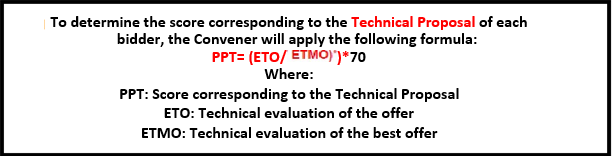 To determine the score corresponding to the Technical Proposal of each
bidder, the Convener will apply the following formula:
PPT= (ETO/ ETMO)*)*70
Where:
PPT: Score corresponding to the Technical Proposal
ETO: Technical evaluation of the offer
ETMO: Technical evaluation of the best offer